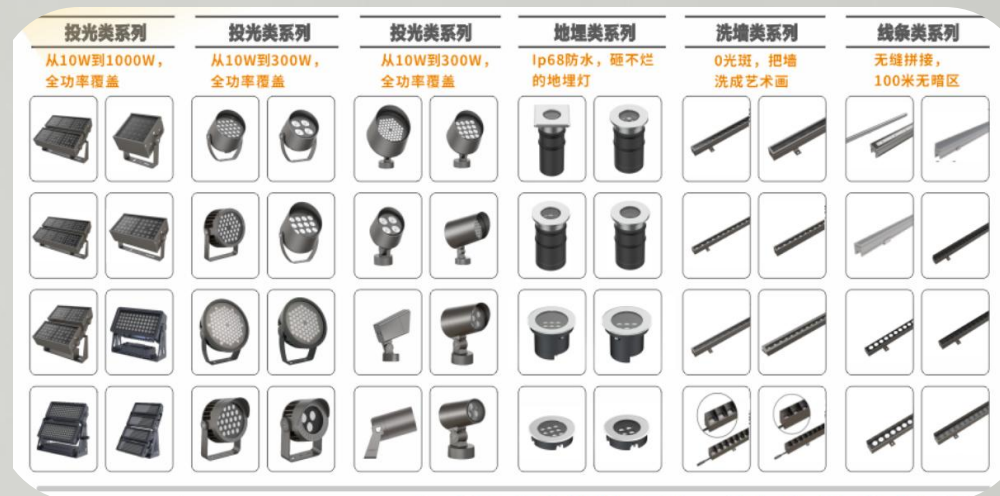 投光类系列
从10W到1000W，
全功率覆盖
投光类系列
从10W到300W，
全功率覆盖
投光类系列
从10W到300W，
全功率覆盖
地埋类系列
Ip68防水，砸不烂
的地埋灯
洗墙类系列
0光斑，把墙
洗成艺术画
线条类系列
无缝拼接，
100米无暗区